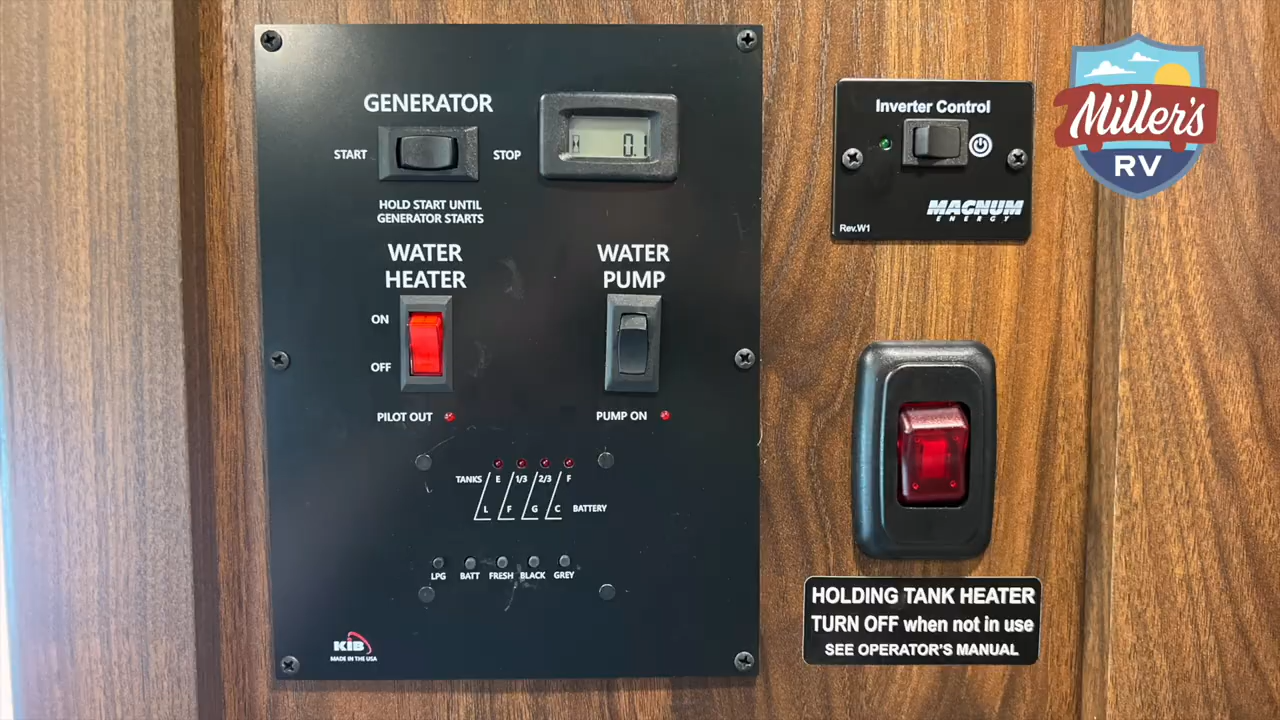 GENERATOR
START
STOP
0.1
HOLD START UNTIL
GENERATOR STARTS
WATER
HEATER
ON
OFF
PILOT OUT
WATER
PUMP
PUMP ON
TANKS E 1/3 2/3 F
L F G C BATTERY
LPG BATT FRESH BLACK GREY
KIB
MADE IN THE USA
Inverter Control
MAGNUM
ENERGY
Rev.W1
Miller's
RV
HOLDING TANK HEATER
TURN OFF when not in use
SEE OPERATOR'S MANUAL